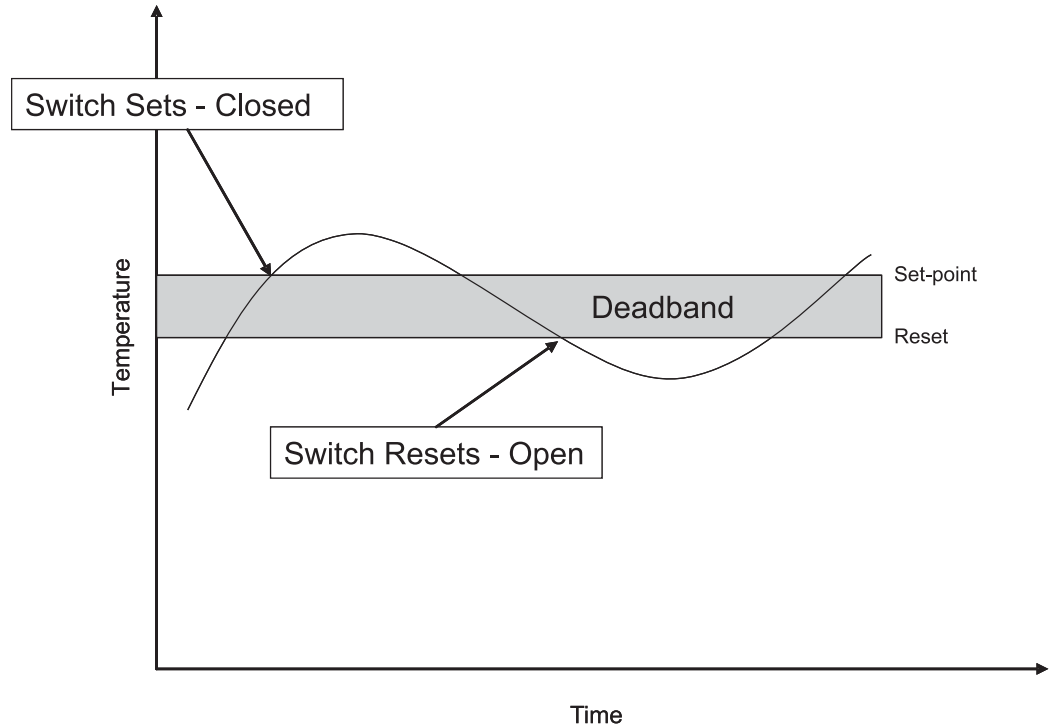 Switch Sets - Closed
Temperature
Set-point
Deadband
Reset
Switch Resets - Open
Time